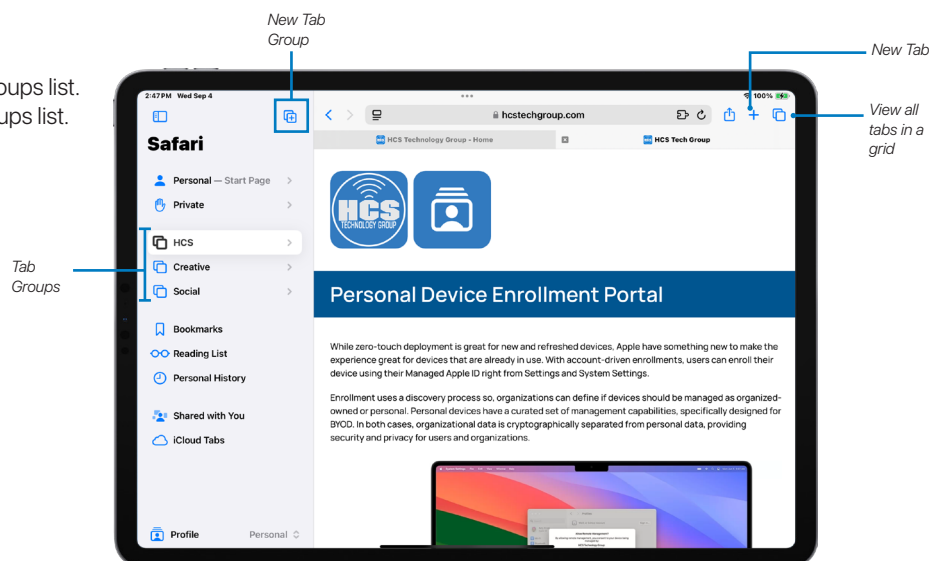 New Tab
Group
New Tab
View all
tabs in a
grid
Tab
Groups
oups list.
ups list.
2:47PM Wed Sep 4
100%
Safari
Personal — Start Page
Private
HCS
Creative
Social
Bookmarks
Reading List
Personal History
Shared with You
iCloud Tabs
Profile Personal
hcstechgroup.com
HCS Technology Group - Home
HCS Tech Group
HCS
TECHNOLOGY GROUP
Personal Device Enrollment Portal
While zero-touch deployment is great for new and refreshed devices, Apple have something new to make the
experience great for devices that are already in use. With account-driven enrollments, users can enroll their
device using their Managed Apple ID right from Settings and System Settings.
Enrollment uses a discovery process so, organizations can define if devices should be managed as organized-
owned or personal. Personal devices have a curated set of management capabilities, specifically designed for
BYOD. In both cases, organizational data is cryptographically separated from personal data, providing
security and privacy for users and organizations.